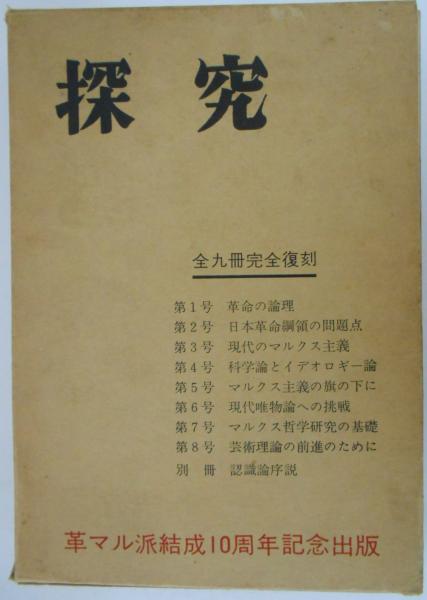 探究
全九冊完全復刻
第1号 革命の論理
第2号 日本革命綱領の問題点
第3号 現代のマルクス主義
第4号 科学論とイデオロギー論
第5号 マルクス主義の旗の下に
第6号 現代唯物論への挑戦
第7号 マルクス哲学研究の基礎
第8号 芸術理論の前進のために
別冊 認識論序説
革マル派結成10周年記念出版